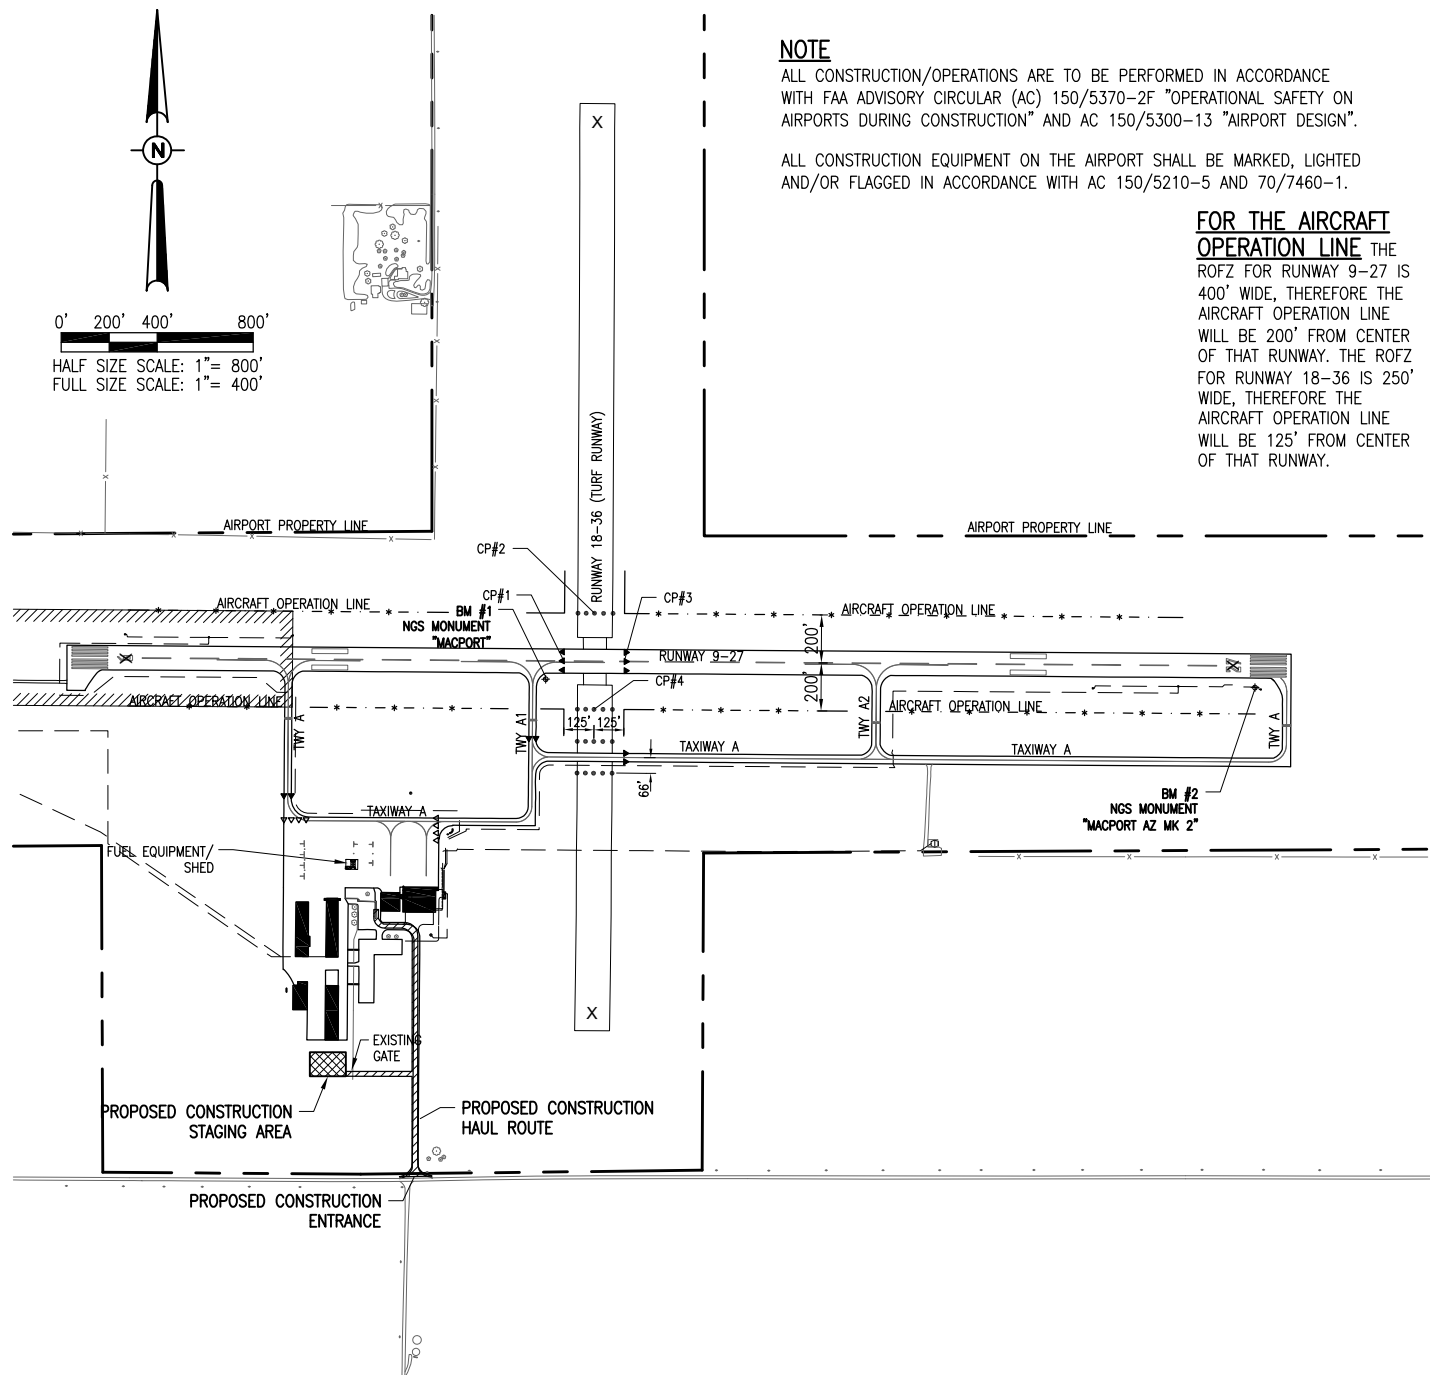 NOTE
ALL CONSTRUCTION/OPERATIONS ARE TO BE PERFORMED IN ACCORDANCE
WITH FAA ADVISORY CIRCULAR (AC) 150/5370-2F "OPERATIONAL SAFETY ON
AIRPORTS DURING CONSTRUCTION" AND AC 150/5300-13 "AIRPORT DESIGN".
ALL CONSTRUCTION EQUIPMENT ON THE AIRPORT SHALL BE MARKED, LIGHTED
AND/OR FLAGGED IN ACCORDANCE WITH AC 150/5210-5 AND 70/7460-1.
FOR THE AIRCRAFT
OPERATION LINE THE
ROFZ FOR RUNWAY 9-27 IS
400' WIDE, THEREFORE THE
AIRCRAFT OPERATION LINE
WILL BE 200' FROM CENTER
OF THAT RUNWAY. THE ROFZ
FOR RUNWAY 18-36 IS 250'
WIDE, THEREFORE THE
AIRCRAFT OPERATION LINE
WILL BE 125' FROM CENTER
OF THAT RUNWAY.
N
0' 200' 400' 800'
HALF SIZE SCALE: 1"= 800'
FULL SIZE SCALE: 1"= 400'
X
RUNWAY 18-36 (TURF RUNWAY)
AIRPORT PROPERTY LINE
AIRPORT PROPERTY LINE
CP#2
CP#1
CP#3
AIRCRAFT OPERATION LINE
AIRCRAFT OPERATION LINE
BM #1
NGS MONUMENT
"MACPORT"
200'
RUNWAY 9-27
X
X
CP#4
200'
AIRCRAFT OPERATION LINE
AIRCRAFT OPERATION LINE
125' 125'
TWY A
TWY A1
TWY A2
TWY A
TAXIWAY A
TAXIWAY A
66'
BM #2
NGS MONUMENT
"MACPORT AZ MK 2"
TAXIWAY A
FUEL EQUIPMENT/
SHED
X
EXISTING
GATE
PROPOSED CONSTRUCTION
STAGING AREA
PROPOSED CONSTRUCTION
HAUL ROUTE
PROPOSED CONSTRUCTION
ENTRANCE